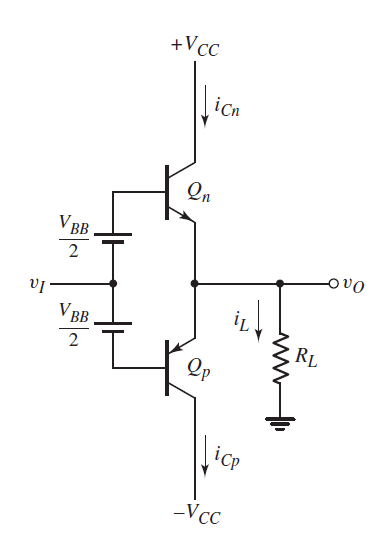 +V_CC
i_Cn
Q_n
V_BB
2
v_I
v_O
V_BB
2
i_L
R_L
Q_p
i_Cp
−V_CC